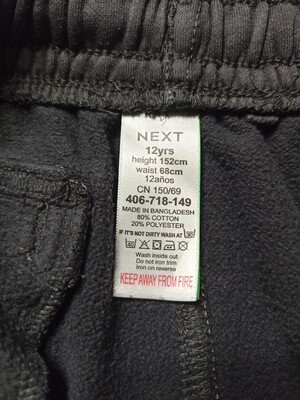 NEXT
12yrs
height 152cm
waist 68cm
12años
CN 150/69
406-718-149
MADE IN BANGLADESH
80% COTTON
20% POLYESTER
IF IT'S NOT DIRTY WASH AT 30°
Wash inside out
Do not iron trim
Iron on reverse
KEEP AWAY FROM FIRE